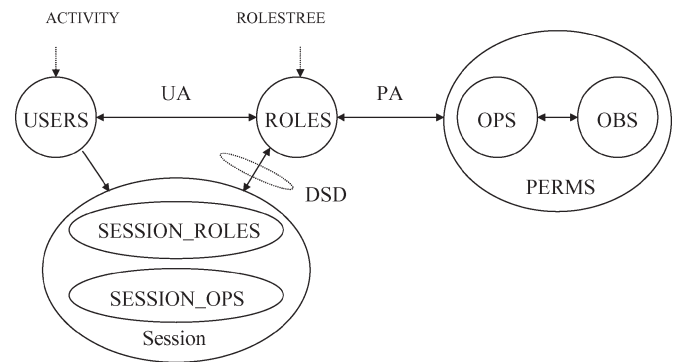 ACTIVITY
ROLESTREE
UA
PA
USERS
ROLES
OPS
OBS
PERMS
DSD
SESSION_ROLES
SESSION_OPS
Session